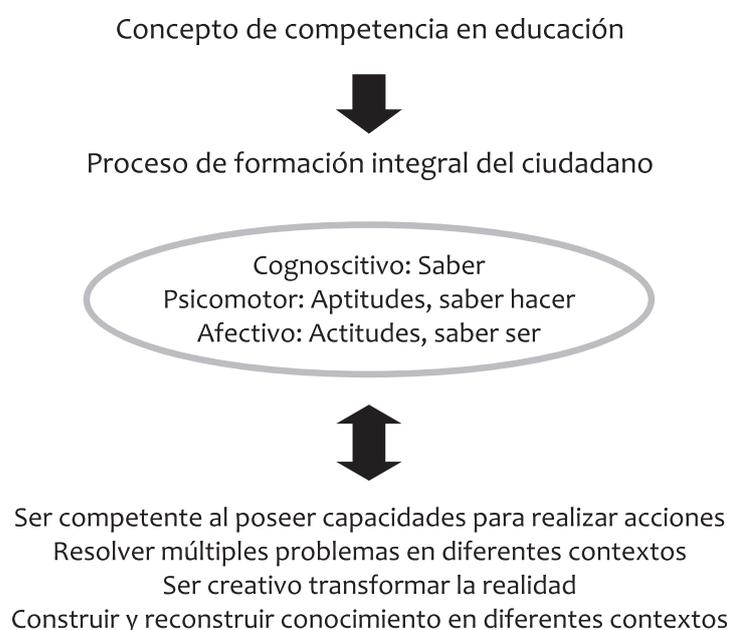 Concepto de competencia en educación
Proceso de formación integral del ciudadano
Cognoscitivo: Saber
Psicomotor: Aptitudes, saber hacer
Afectivo: Actitudes, saber ser
Ser competente al poseer capacidades para realizar acciones
Resolver múltiples problemas en diferentes contextos
Ser creativo transformar la realidad
Construir y reconstruir conocimiento en diferentes contextos